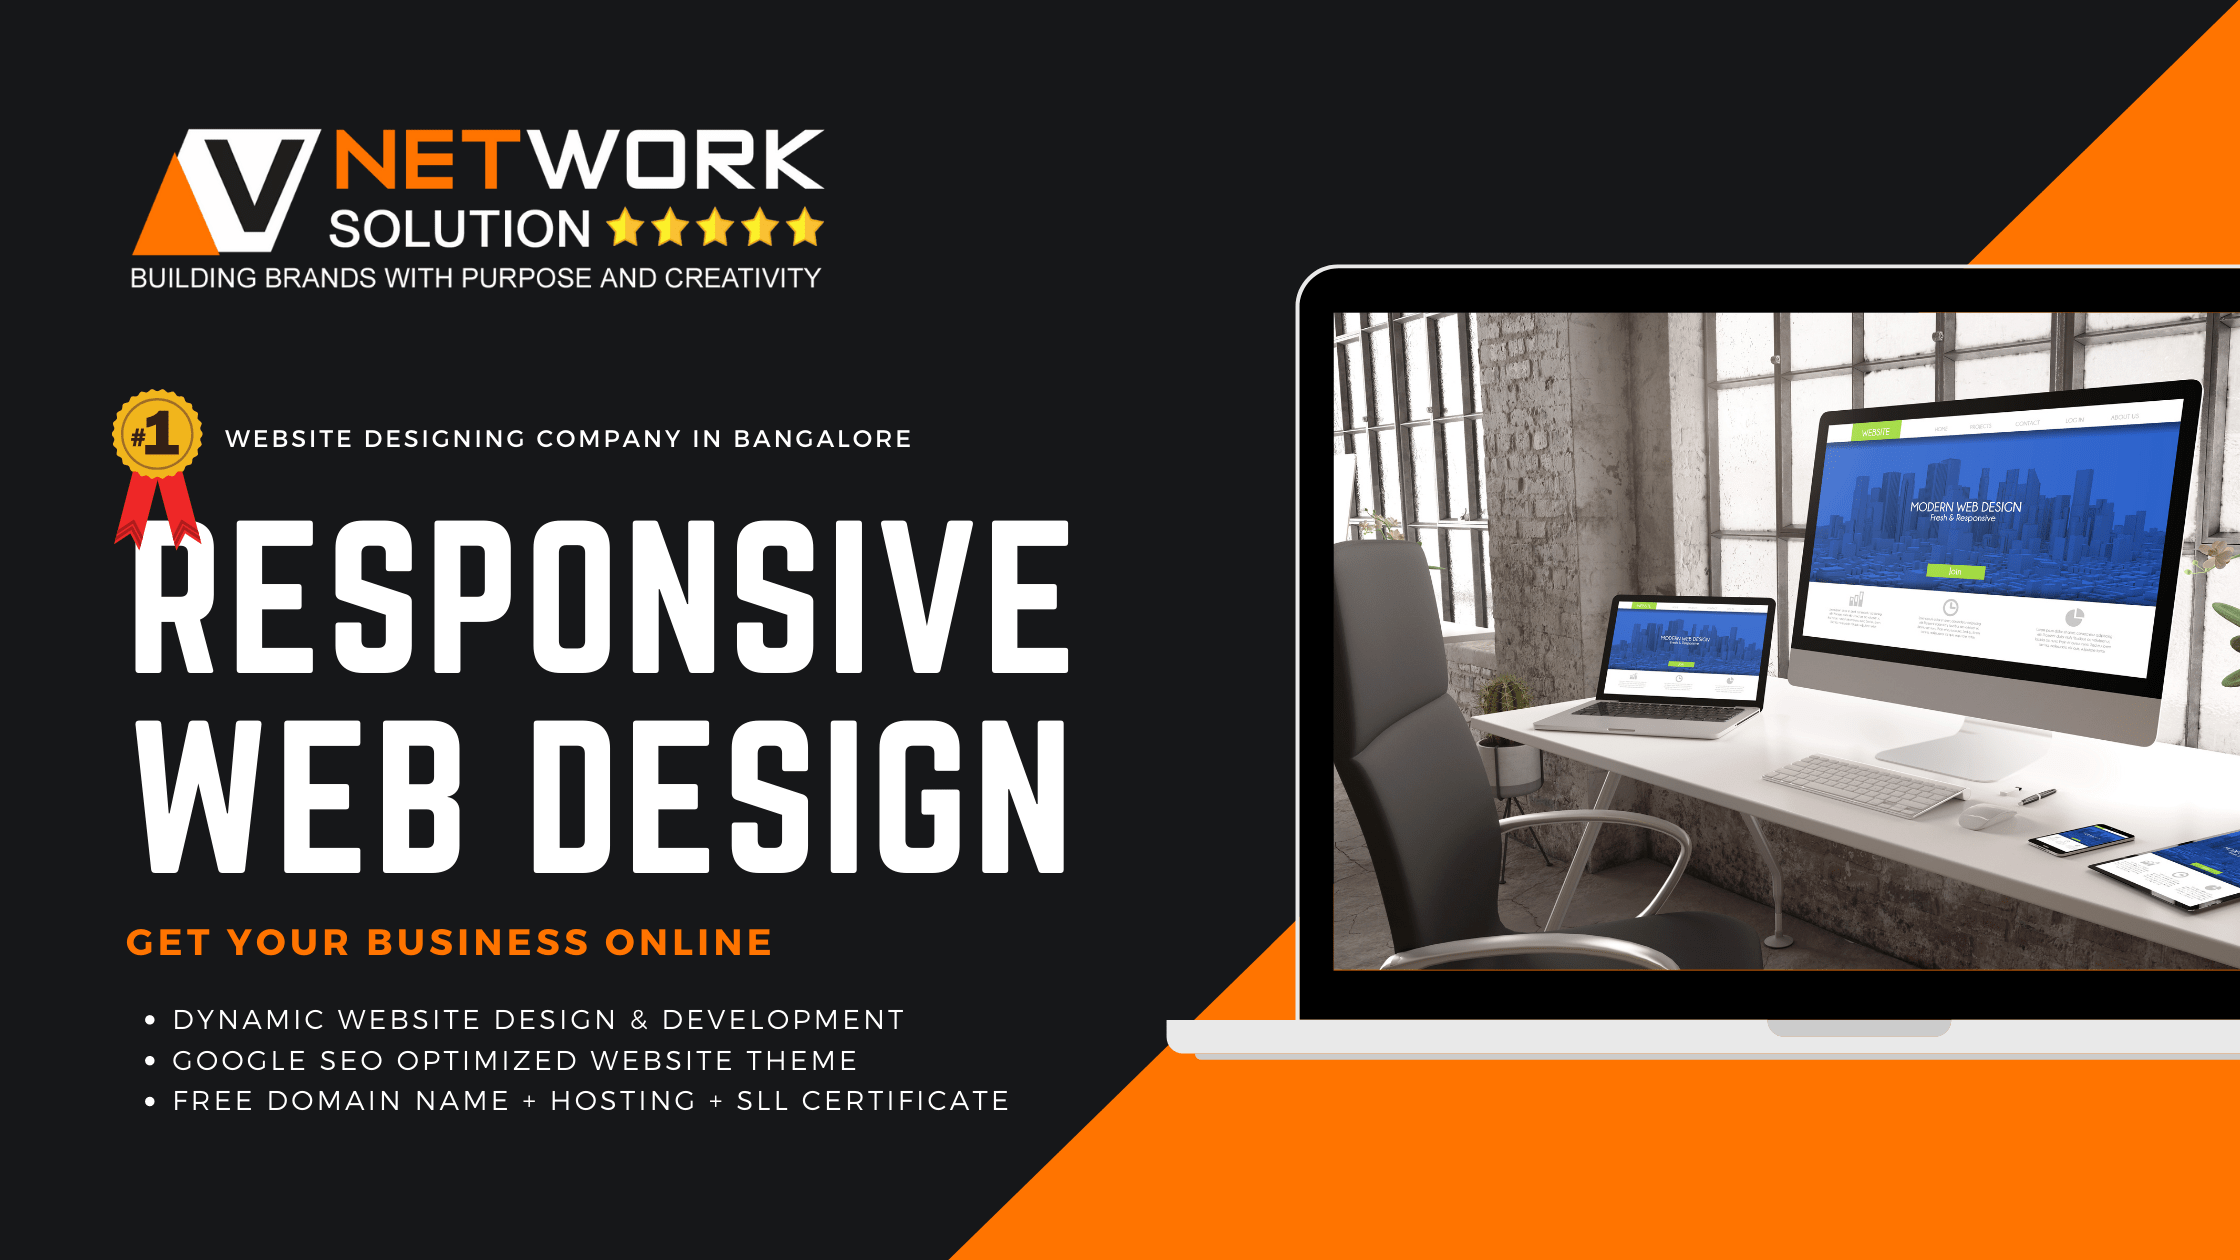 AV NETWORK
SOLUTION
BUILDING BRANDS WITH PURPOSE AND CREATIVITY
#1 WEBSITE DESIGNING COMPANY IN BANGALORE
RESPONSIVE
WEB DESIGN
GET YOUR BUSINESS ONLINE
• DYNAMIC WEBSITE DESIGN & DEVELOPMENT
• GOOGLE SEO OPTIMIZED WEBSITE THEME
• FREE DOMAIN NAME + HOSTING + SLL CERTIFICATE
WEBSITE HOME PROJECTS CONTACT LOG IN ABOUT US
MODERN WEB DESIGN
Fresh & Responsive
Join
MODERN WEB DESIGN
Fresh & Responsive